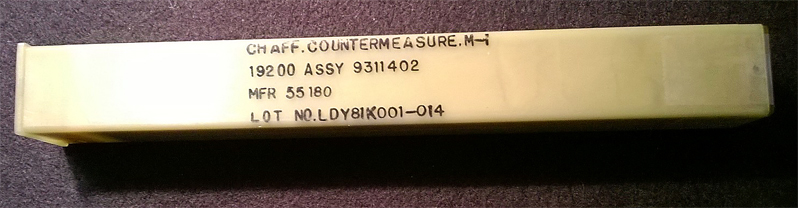 CHAFF.COUNTERMEASURE.M-1
19200 ASSY 9311402
MFR 55180
LOT NO.LDY81K001-014